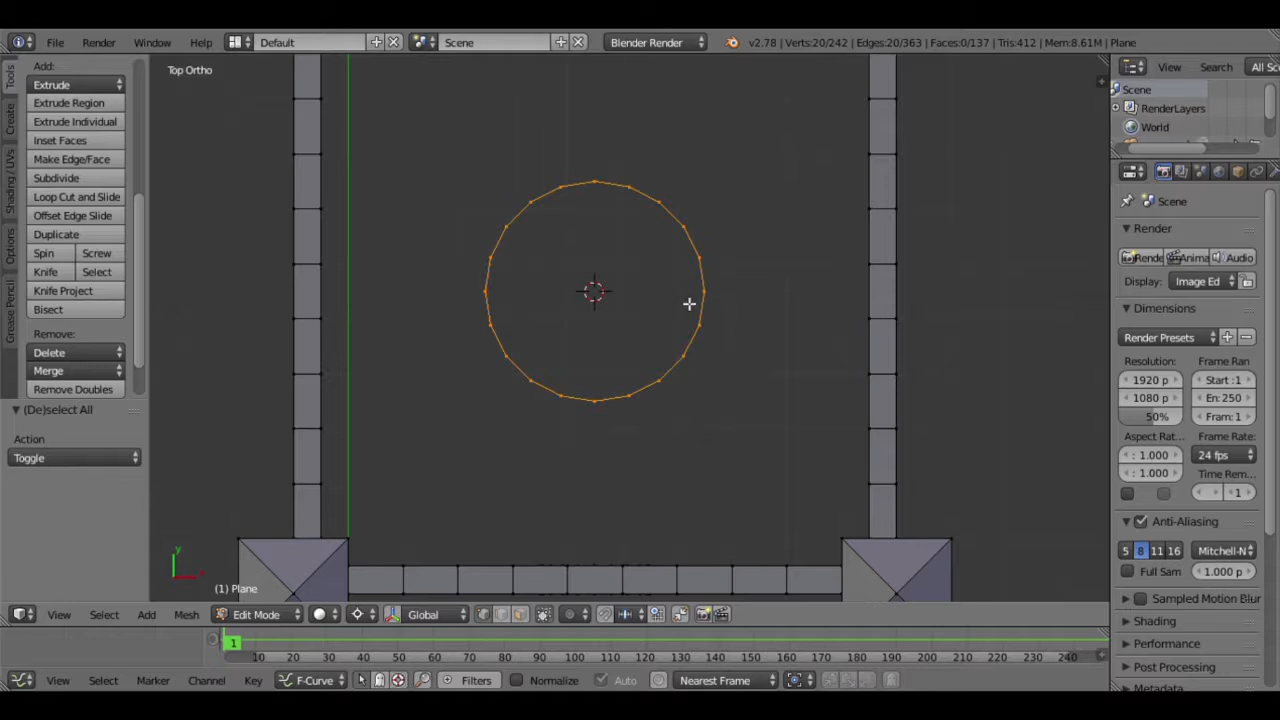 File Render Window Help Default Scene Blender Render v2.78 | Verts:20/242 | Edges:20/363 | Faces:0/137 | Tris:412 | Mem:8.61M | Plane
Tools
Create
Shading / UVs
Options
Grease Pencil
Add:
Extrude
Extrude Region
Extrude Individual
Inset Faces
Make Edge/Face
Subdivide
Loop Cut and Slide
Offset Edge Slide
Duplicate
Spin Screw
Knife Select
Knife Project
Bisect
Remove:
Delete
Merge
Remove Doubles
(De)select All
Action
Toggle
Top Ortho
y
x
(1) Plane
View Search All Sc
Scene
RenderLayers
World
Scene
Render
Rende Anima Audio
Display: Image Ed
Dimensions
Render Presets
Resolution: Frame Ran
1920 p Start :1
1080 p En: 250
50% Fram: 1
Aspect Rat... Frame Rate:
: 1.000 24 fps
: 1.000 Time Rem...
1
Anti-Aliasing
5 8 11 16 Mitchell-N
Full Sam 1.000 p
Sampled Motion Blur
Shading
Performance
Post Processing
Metadata
View Select Add Mesh Edit Mode Global
1
10 20 30 40 50 60 70 80 90 100 110 120 130 140 150 160 170 180 190 200 210 220 230 240
View Select Marker Channel Key F-Curve Filters Normalize Auto Nearest Frame